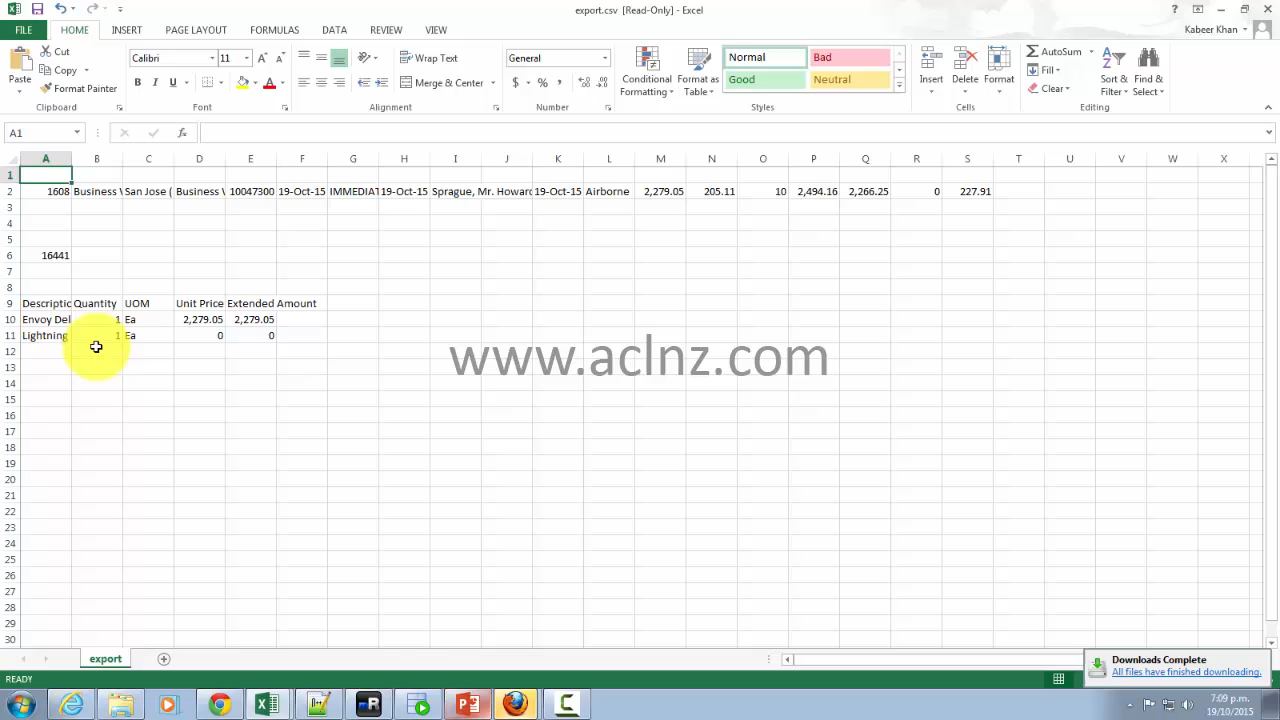 export.csv [Read-Only] - Excel
FILE HOME INSERT PAGE LAYOUT FORMULAS DATA REVIEW VIEW Kabeer Khan
Paste Cut Copy Format Painter
Calibri 11
B I U
Wrap Text
Merge & Center
General
$ %
Conditional Formatting
Format as Table
Normal Bad
Good Neutral
Insert Delete Format
AutoSum Fill Clear
Sort & Filter
Find & Select
Clipboard Font Alignment Number Styles Cells Editing
A1 fx
A B C D E F G H I J K L M N O P Q R S T U V W X
1
2 1608 Business San Jose ( Business 10047300 19-Oct-15 IMMEDIAT 19-Oct-15 Sprague, Mr. Howar 19-Oct-15 Airborne 2,279.05 205.11 10 2,494.16 2,266.25 0 227.91
3
4
5
6 16441
7
8
9 Descriptic Quantity UOM Unit Price Extended Amount
10 Envoy Del 1 Ea 2,279.05 2,279.05
11 Lightning 1 Ea 0 0
12
www.aclnz.com
13
14
15
16
17
18
19
20
21
22
23
24
25
26
27
28
29
30
export
Downloads Complete
All files have finished downloading.
READY
7:09 p.m.
19/10/2015